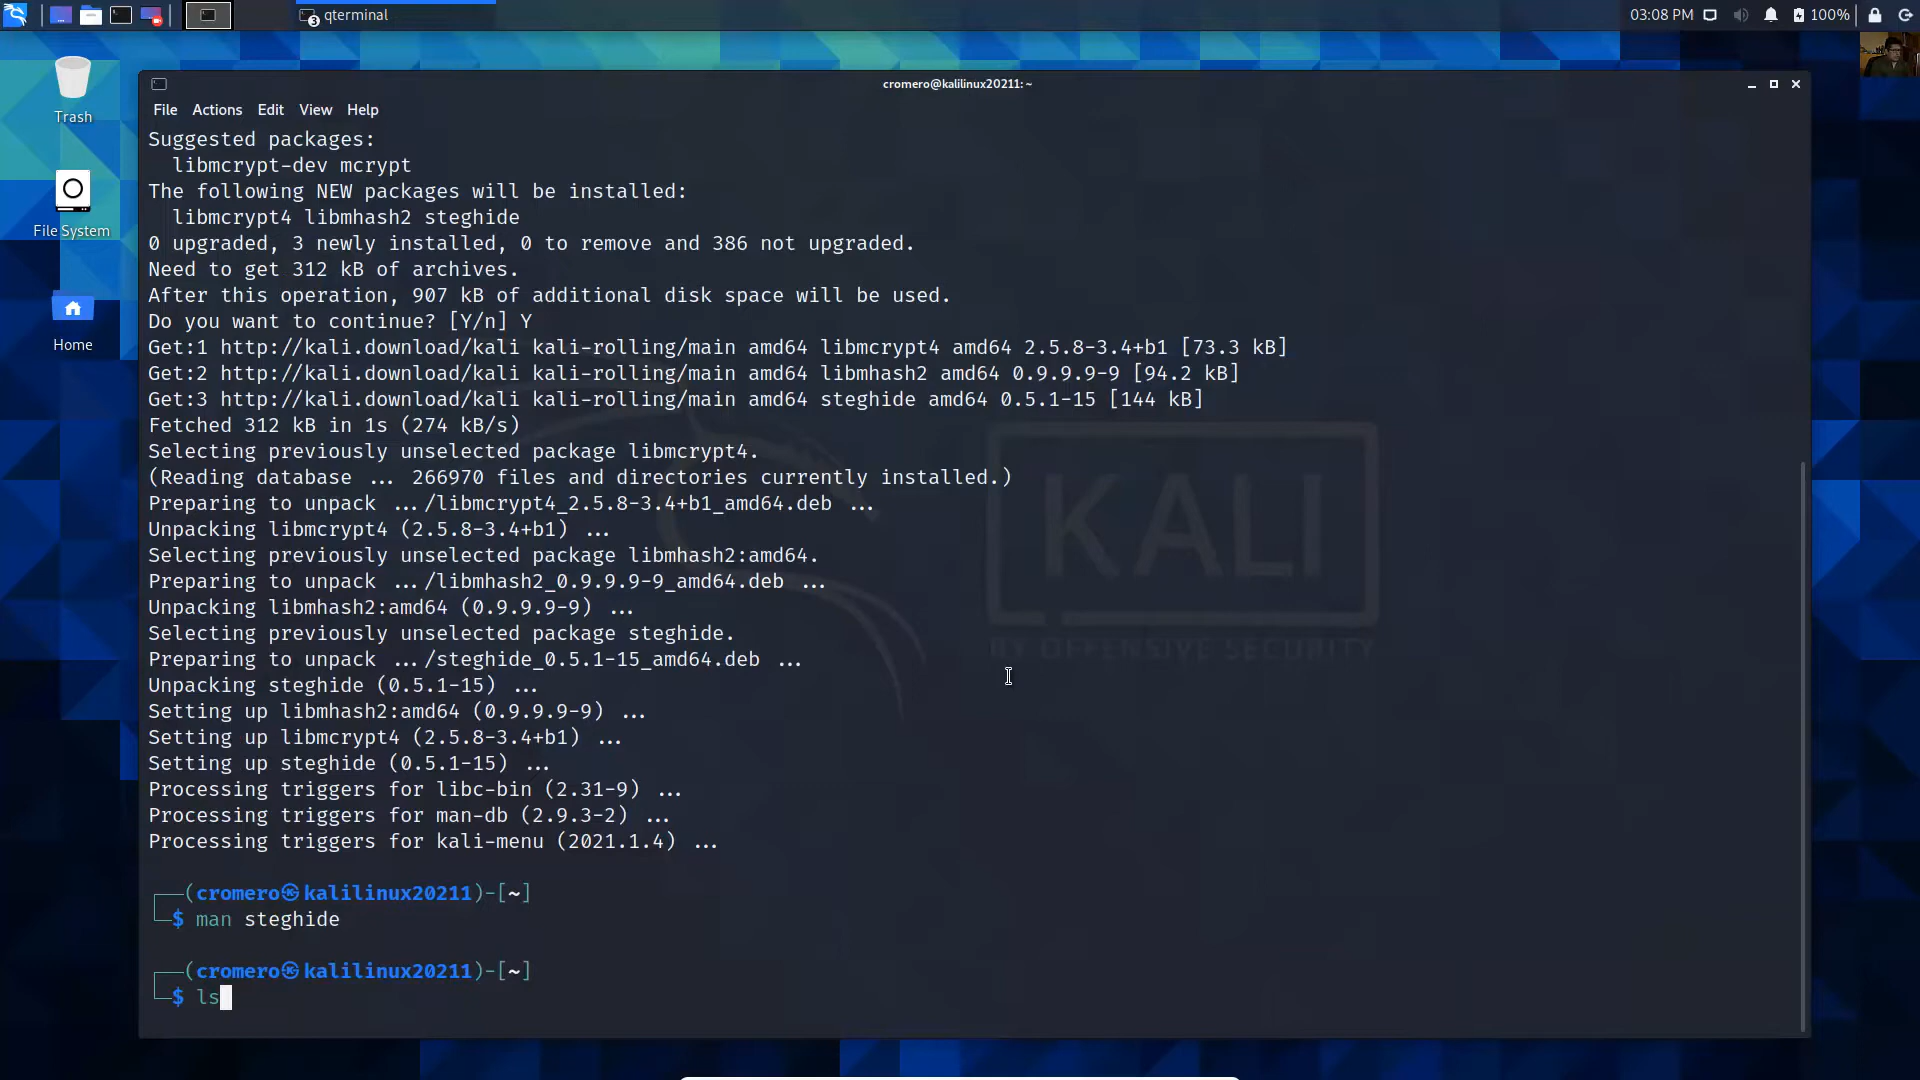 qterminal
3
03:08 PM
100%
Trash
File System
Home
cromero@kalilinux20211: ~
File Actions Edit View Help
Suggested packages:
libmcrypt-dev mcrypt
The following NEW packages will be installed:
libmcrypt4 libmhash2 steghide
0 upgraded, 3 newly installed, 0 to remove and 386 not upgraded.
Need to get 312 kB of archives.
After this operation, 907 kB of additional disk space will be used.
Do you want to continue? [Y/n] Y
Get:1 http://kali.download/kali kali-rolling/main amd64 libmcrypt4 amd64 2.5.8-3.4+b1 [73.3 kB]
Get:2 http://kali.download/kali kali-rolling/main amd64 libmhash2 amd64 0.9.9.9-9 [94.2 kB]
Get:3 http://kali.download/kali kali-rolling/main amd64 steghide amd64 0.5.1-15 [144 kB]
Fetched 312 kB in 1s (274 kB/s)
Selecting previously unselected package libmcrypt4.
(Reading database ... 266970 files and directories currently installed.)
Preparing to unpack .../libmcrypt4_2.5.8-3.4+b1_amd64.deb ...
Unpacking libmcrypt4 (2.5.8-3.4+b1) ...
Selecting previously unselected package libmhash2:amd64.
Preparing to unpack .../libmhash2_0.9.9.9-9_amd64.deb ...
Unpacking libmhash2:amd64 (0.9.9.9-9) ...
Selecting previously unselected package steghide.
Preparing to unpack .../steghide_0.5.1-15_amd64.deb ...
Unpacking steghide (0.5.1-15) ...
Setting up libmhash2:amd64 (0.9.9.9-9) ...
Setting up libmcrypt4 (2.5.8-3.4+b1) ...
Setting up steghide (0.5.1-15) ...
Processing triggers for libc-bin (2.31-9) ...
Processing triggers for man-db (2.9.3-2) ...
Processing triggers for kali-menu (2021.1.4) ...
┌──(cromero㉿kalilinux20211)-[~]
└─$ man steghide
┌──(cromero㉿kalilinux20211)-[~]
└─$ ls
KALI
BY OFFENSIVE SECURITY